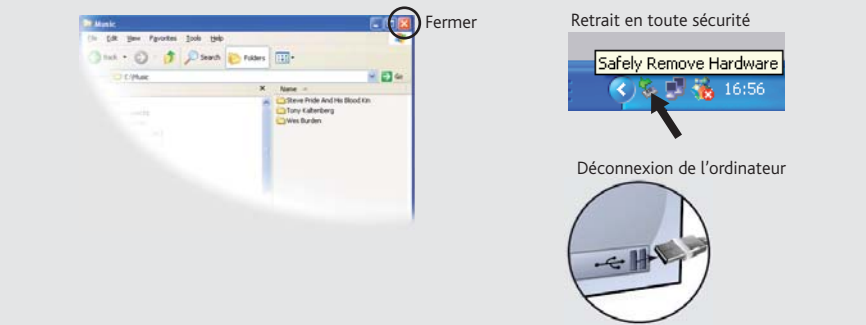 Music
Fermer
File Edit View Favorites Tools Help
Back Search Folders
C:\Music Go
Name
Steve Pride And His Blood Kin
Tony Kaltenberg
Wes Burden
Retrait en toute sécurité
Safely Remove Hardware
16:56
Déconnexion de l'ordinateur